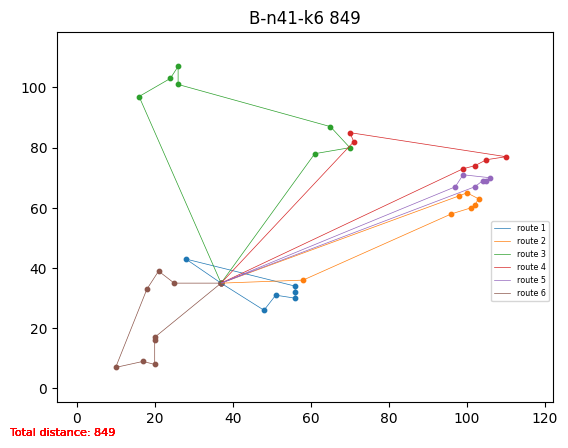 B-n41-k6 849
100
80
60
40
20
0
0 20 40 60 80 100 120
route 1
route 2
route 3
route 4
route 5
route 6
Total distance: 849